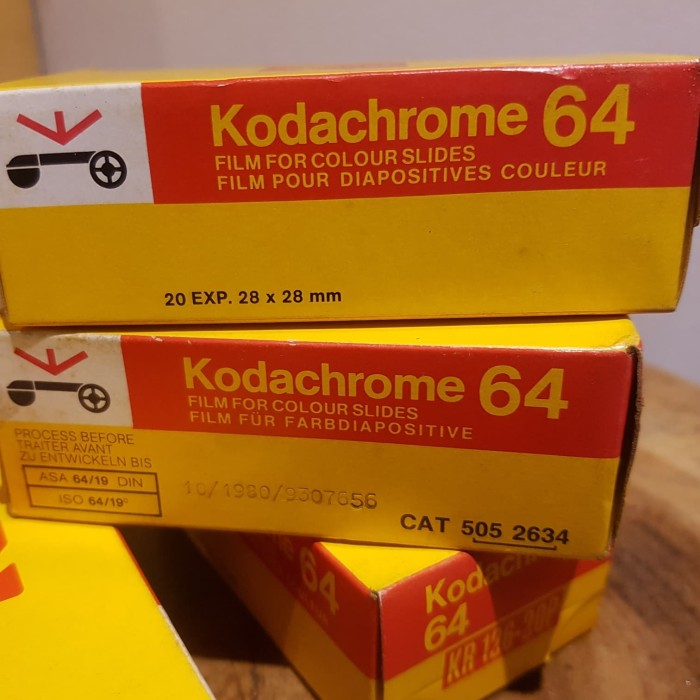 Kodachrome 64
FILM FOR COLOUR SLIDES
FILM POUR DIAPOSITIVES COULEUR
20 EXP. 28 x 28 mm
Kodachrome 64
FILM FOR COLOUR SLIDES
FILM FÜR FARBDIAPOSITIVE
PROCESS BEFORE
TRAITER AVANT
ZU ENTWICKELN BIS
ASA 64/19 DIN
ISO 64/19°
10/1980/9307656
CAT 505 2634
64
64
KR